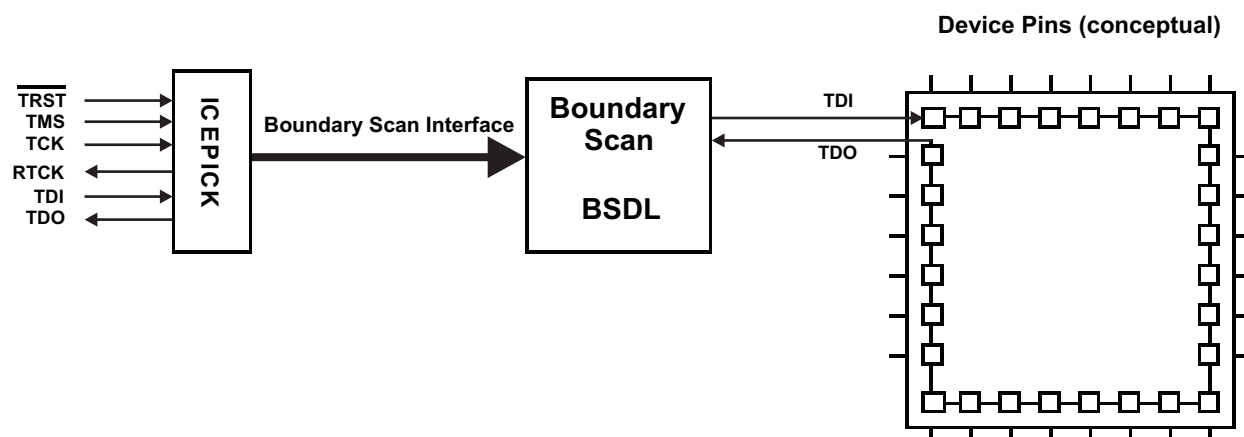 Device Pins (conceptual)
TRST
TMS
TCK
RTCK
TDI
TDO
ICEPICK
Boundary Scan Interface
Boundary
Scan
BSDL
TDI
TDO